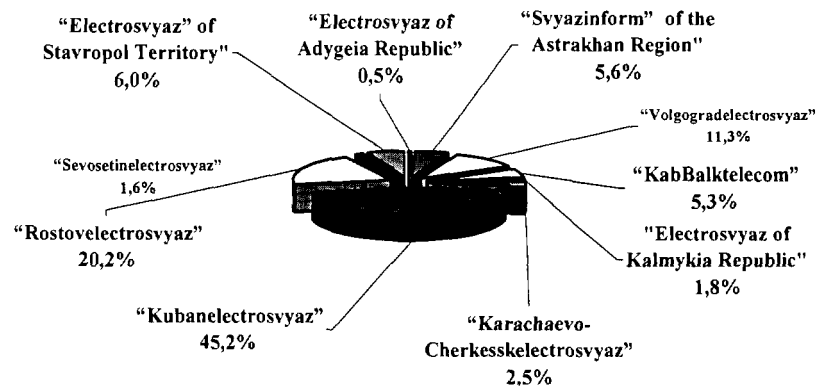 “Electrosvyaz” of
Stavropol Territory"
6,0%
“Electrosvyaz of
Adygeia Republic”
0,5%
“Svyazinform” of the
Astrakhan Region"
5,6%
“Volgogradelectrosvyaz”
11,3%
“KabBalktelecom”
5,3%
"Electrosvyaz of
Kalmykia Republic"
1,8%
“Karachaevo-
Cherkesskelectrosvyaz”
2,5%
“Kubanelectrosvyaz”
45,2%
“Rostovelectrosvyaz”
20,2%
“Sevosetinelectrosvyaz”
1,6%